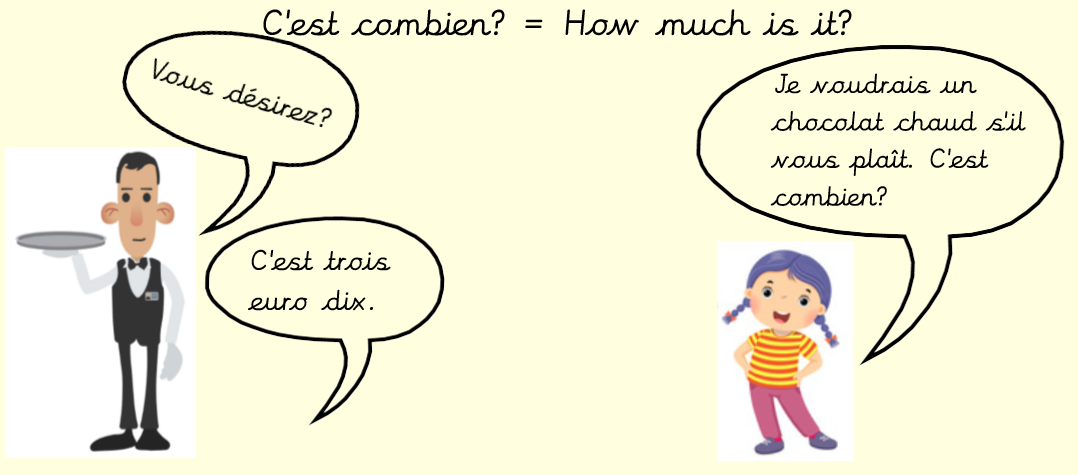 C'est combien? = How much is it?
Vous désirez?
Je voudrais un
chocolat chaud s'il
vous plaît. C'est
combien?
C'est trois
euro dix.